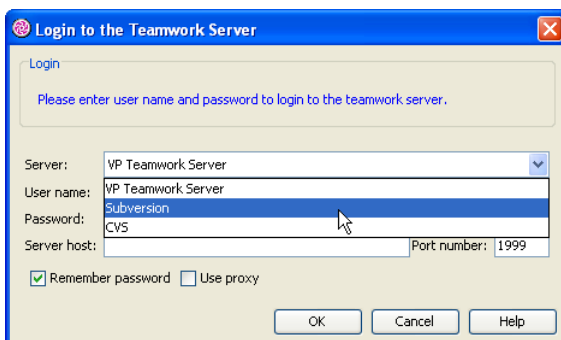 Login to the Teamwork Server
Login
Please enter user name and password to login to the teamwork server.
Server: VP Teamwork Server
User name: VP Teamwork Server
Subversion
Password: CVS
Server host: Port number: 1999
Remember password Use proxy
OK Cancel Help